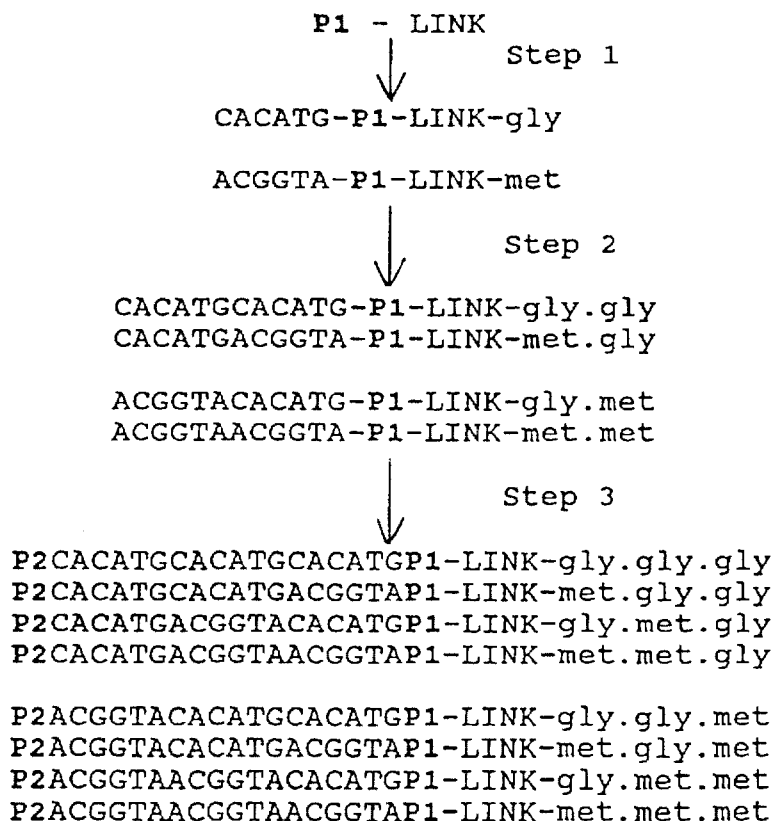 P1 - LINK
Step 1
CACATG-P1-LINK-gly
ACGGTA-P1-LINK-met
Step 2
CACATGCACATG-P1-LINK-gly.gly
CACATGACGGTA-P1-LINK-met.gly
ACGGTACACATG-P1-LINK-gly.met
ACGGTAACGGTA-P1-LINK-met.met
Step 3
P2CACATGCACATGCACATGP1-LINK-gly.gly.gly
P2CACATGCACATGACGGTAP1-LINK-met.gly.gly
P2CACATGACGGTACACATGP1-LINK-gly.met.gly
P2CACATGACGGTAACGGTAP1-LINK-met.met.gly
P2ACGGTACACATGCACATGP1-LINK-gly.gly.met
P2ACGGTACACATGACGGTAP1-LINK-met.gly.met
P2ACGGTAACGGTACACATGP1-LINK-gly.met.met
P2ACGGTAACGGTAACGGTAP1-LINK-met.met.met